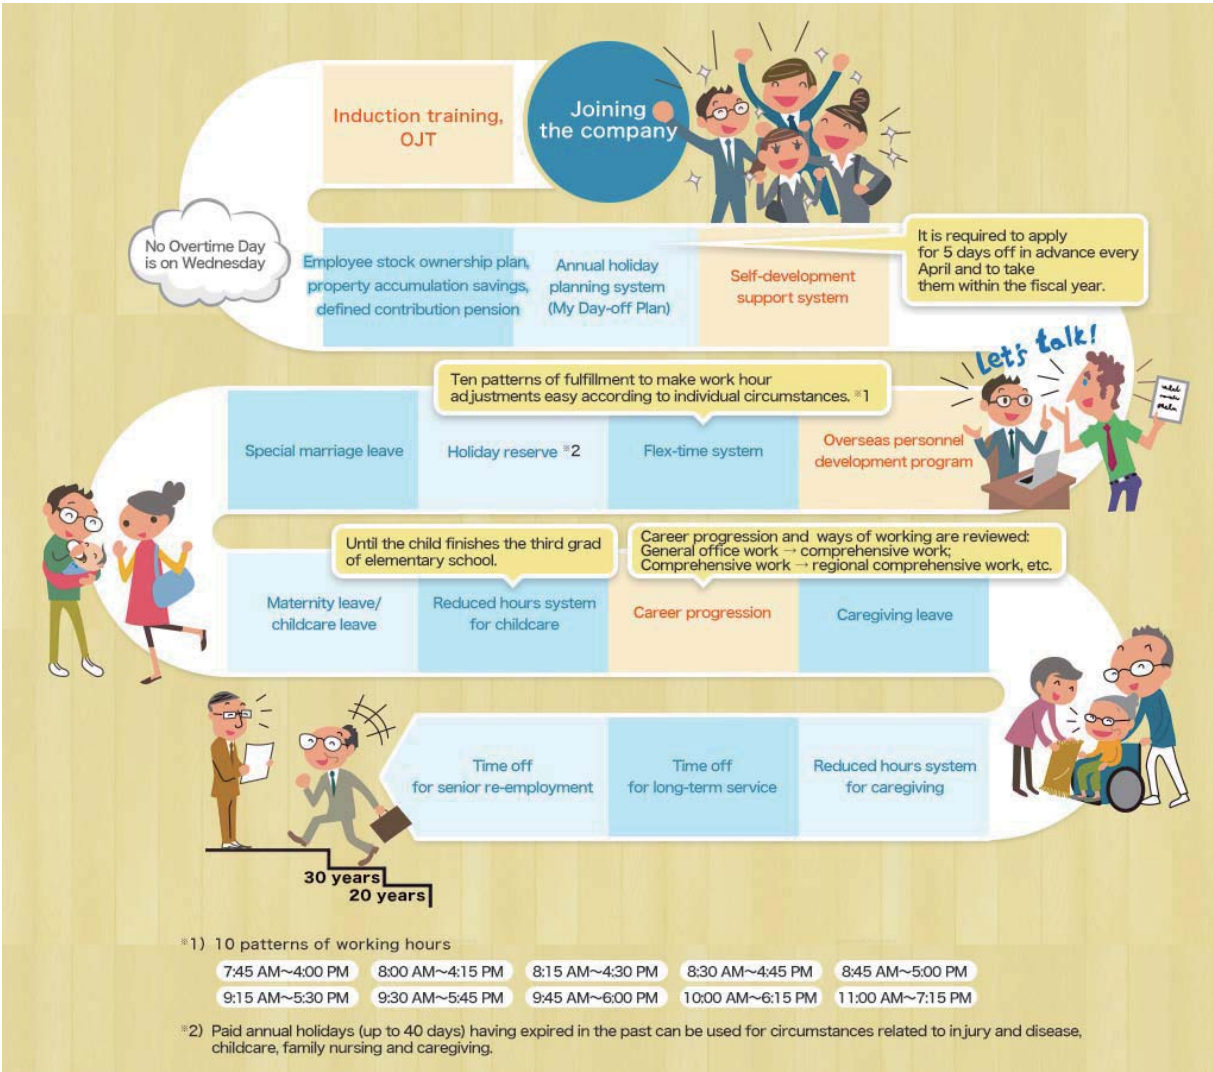 Joining
the company
Induction training,
OJT
No Overtime Day
is on Wednesday
Employee stock ownership plan,
property accumulation savings,
defined contribution pension
Annual holiday
planning system
(My Day-off Plan)
Self-development
support system
It is required to apply
for 5 days off in advance every
April and to take
them within the fiscal year.
Let's talk!
Overseas personnel
development program
Ten patterns of fulfillment to make work hour
adjustments easy according to individual circumstances. ※1
Flex-time system
Holiday reserve ※2
Special marriage leave
Maternity leave/
childcare leave
Until the child finishes the third grad
of elementary school.
Reduced hours system
for childcare
Career progression and ways of working are reviewed:
General office work → comprehensive work;
Comprehensive work → regional comprehensive work, etc.
Career progression
Caregiving leave
Reduced hours system
for caregiving
Time off
for long-term service
Time off
for senior re-employment
30 years
20 years
※1) 10 patterns of working hours
7:45 AM〜4:00 PM 8:00 AM〜4:15 PM 8:15 AM〜4:30 PM 8:30 AM〜4:45 PM 8:45 AM〜5:00 PM
9:15 AM〜5:30 PM 9:30 AM〜5:45 PM 9:45 AM〜6:00 PM 10:00 AM〜6:15 PM 11:00 AM〜7:15 PM
※2) Paid annual holidays (up to 40 days) having expired in the past can be used for circumstances related to injury and disease,
childcare, family nursing and caregiving.